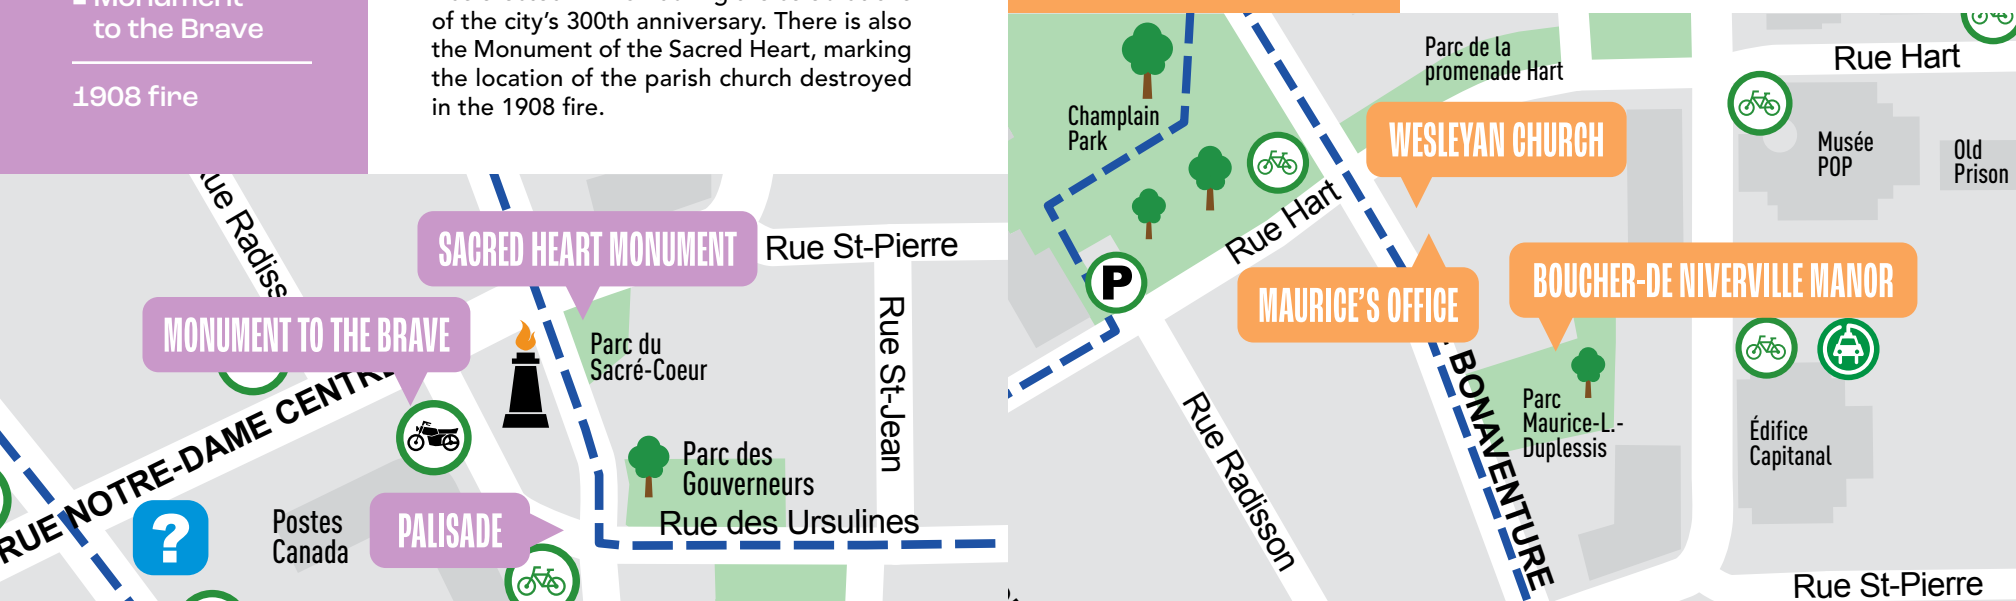 Monument
to the Brave
1908 fire
of the city’s 300th anniversary. There is also
the Monument of the Sacred Heart, marking
the location of the parish church destroyed
in the 1908 fire.
SACRED HEART MONUMENT
Rue St-Pierre
MONUMENT TO THE BRAVE
Parc du
Sacré-Coeur
Rue St-Jean
RUE NOTRE-DAME CENTRE
Parc des
Gouverneurs
?
Postes
Canada
PALISADE
Rue des Ursulines
Parc de la
promenade Hart
Rue Hart
Champlain
Park
WESLEYAN CHURCH
Musée
POP
Old
Prison
Rue Hart
P
MAURICE’S OFFICE
BOUCHER-DE NIVERVILLE MANOR
BONAVENTURE
Parc
Maurice-L.-
Duplessis
Rue Radisson
Édifice
Capitanal
Rue St-Pierre